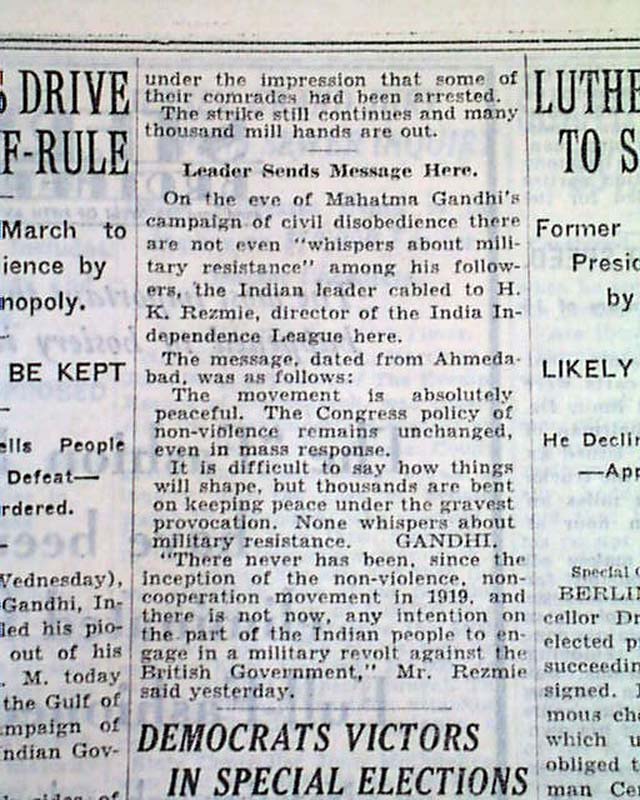 DRIVE
F-RULE
March to
ience by
nopoly.
BE KEPT
ells People
Defeat—
rdered.
Wednesday),
Gandhi, In-
led his pio-
out of his
. M. today
the Gulf of
mpaign of
ndian Gov-
under the impression that some of
their comrades had been arrested.
The strike still continues and many
thousand mill hands are out.
Leader Sends Message Here.
On the eve of Mahatma Gandhi's
campaign of civil disobedience there
are not even "whispers about mili-
tary resistance" among his follow-
ers, the Indian leader cabled to H.
K. Rezmie, director of the India In-
dependence League here.
The message, dated from Ahmeda-
bad, was as follows:
The movement is absolutely
peaceful. The Congress policy of
non-violence remains unchanged,
even in mass response.
It is difficult to say how things
will shape, but thousands are bent
on keeping peace under the gravest
provocation. None whispers about
military resistance. GANDHI.
"There never has been, since the
inception of the non-violence, non-
cooperation movement in 1919, and
there is not now, any intention on
the part of the Indian people to en-
gage in a military revolt against the
British Government," Mr. Rezmie
said yesterday.
DEMOCRATS VICTORS
IN SPECIAL ELECTIONS
LUTHE
TO S
Former
Presid
by
LIKELY
He Declin
—App
Special
BERLIN
cellor Dr
elected p
succeedin
signed.
mous cha
which u
obliged t
man Cen